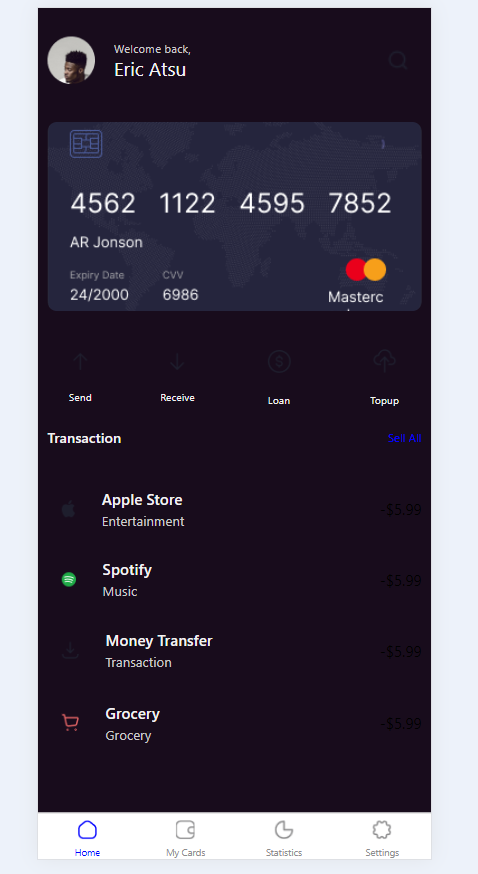 Welcome back,
Eric Atsu
4562 1122 4595 7852
AR Jonson
Expiry Date CVV
24/2000 6986
Masterc
Send Receive Loan Topup
Transaction Sell All
Apple Store
Entertainment
-$5.99
Spotify
Music
-$5.99
Money Transfer
Transaction
-$5.99
Grocery
Grocery
-$5.99
Home My Cards Statistics Settings